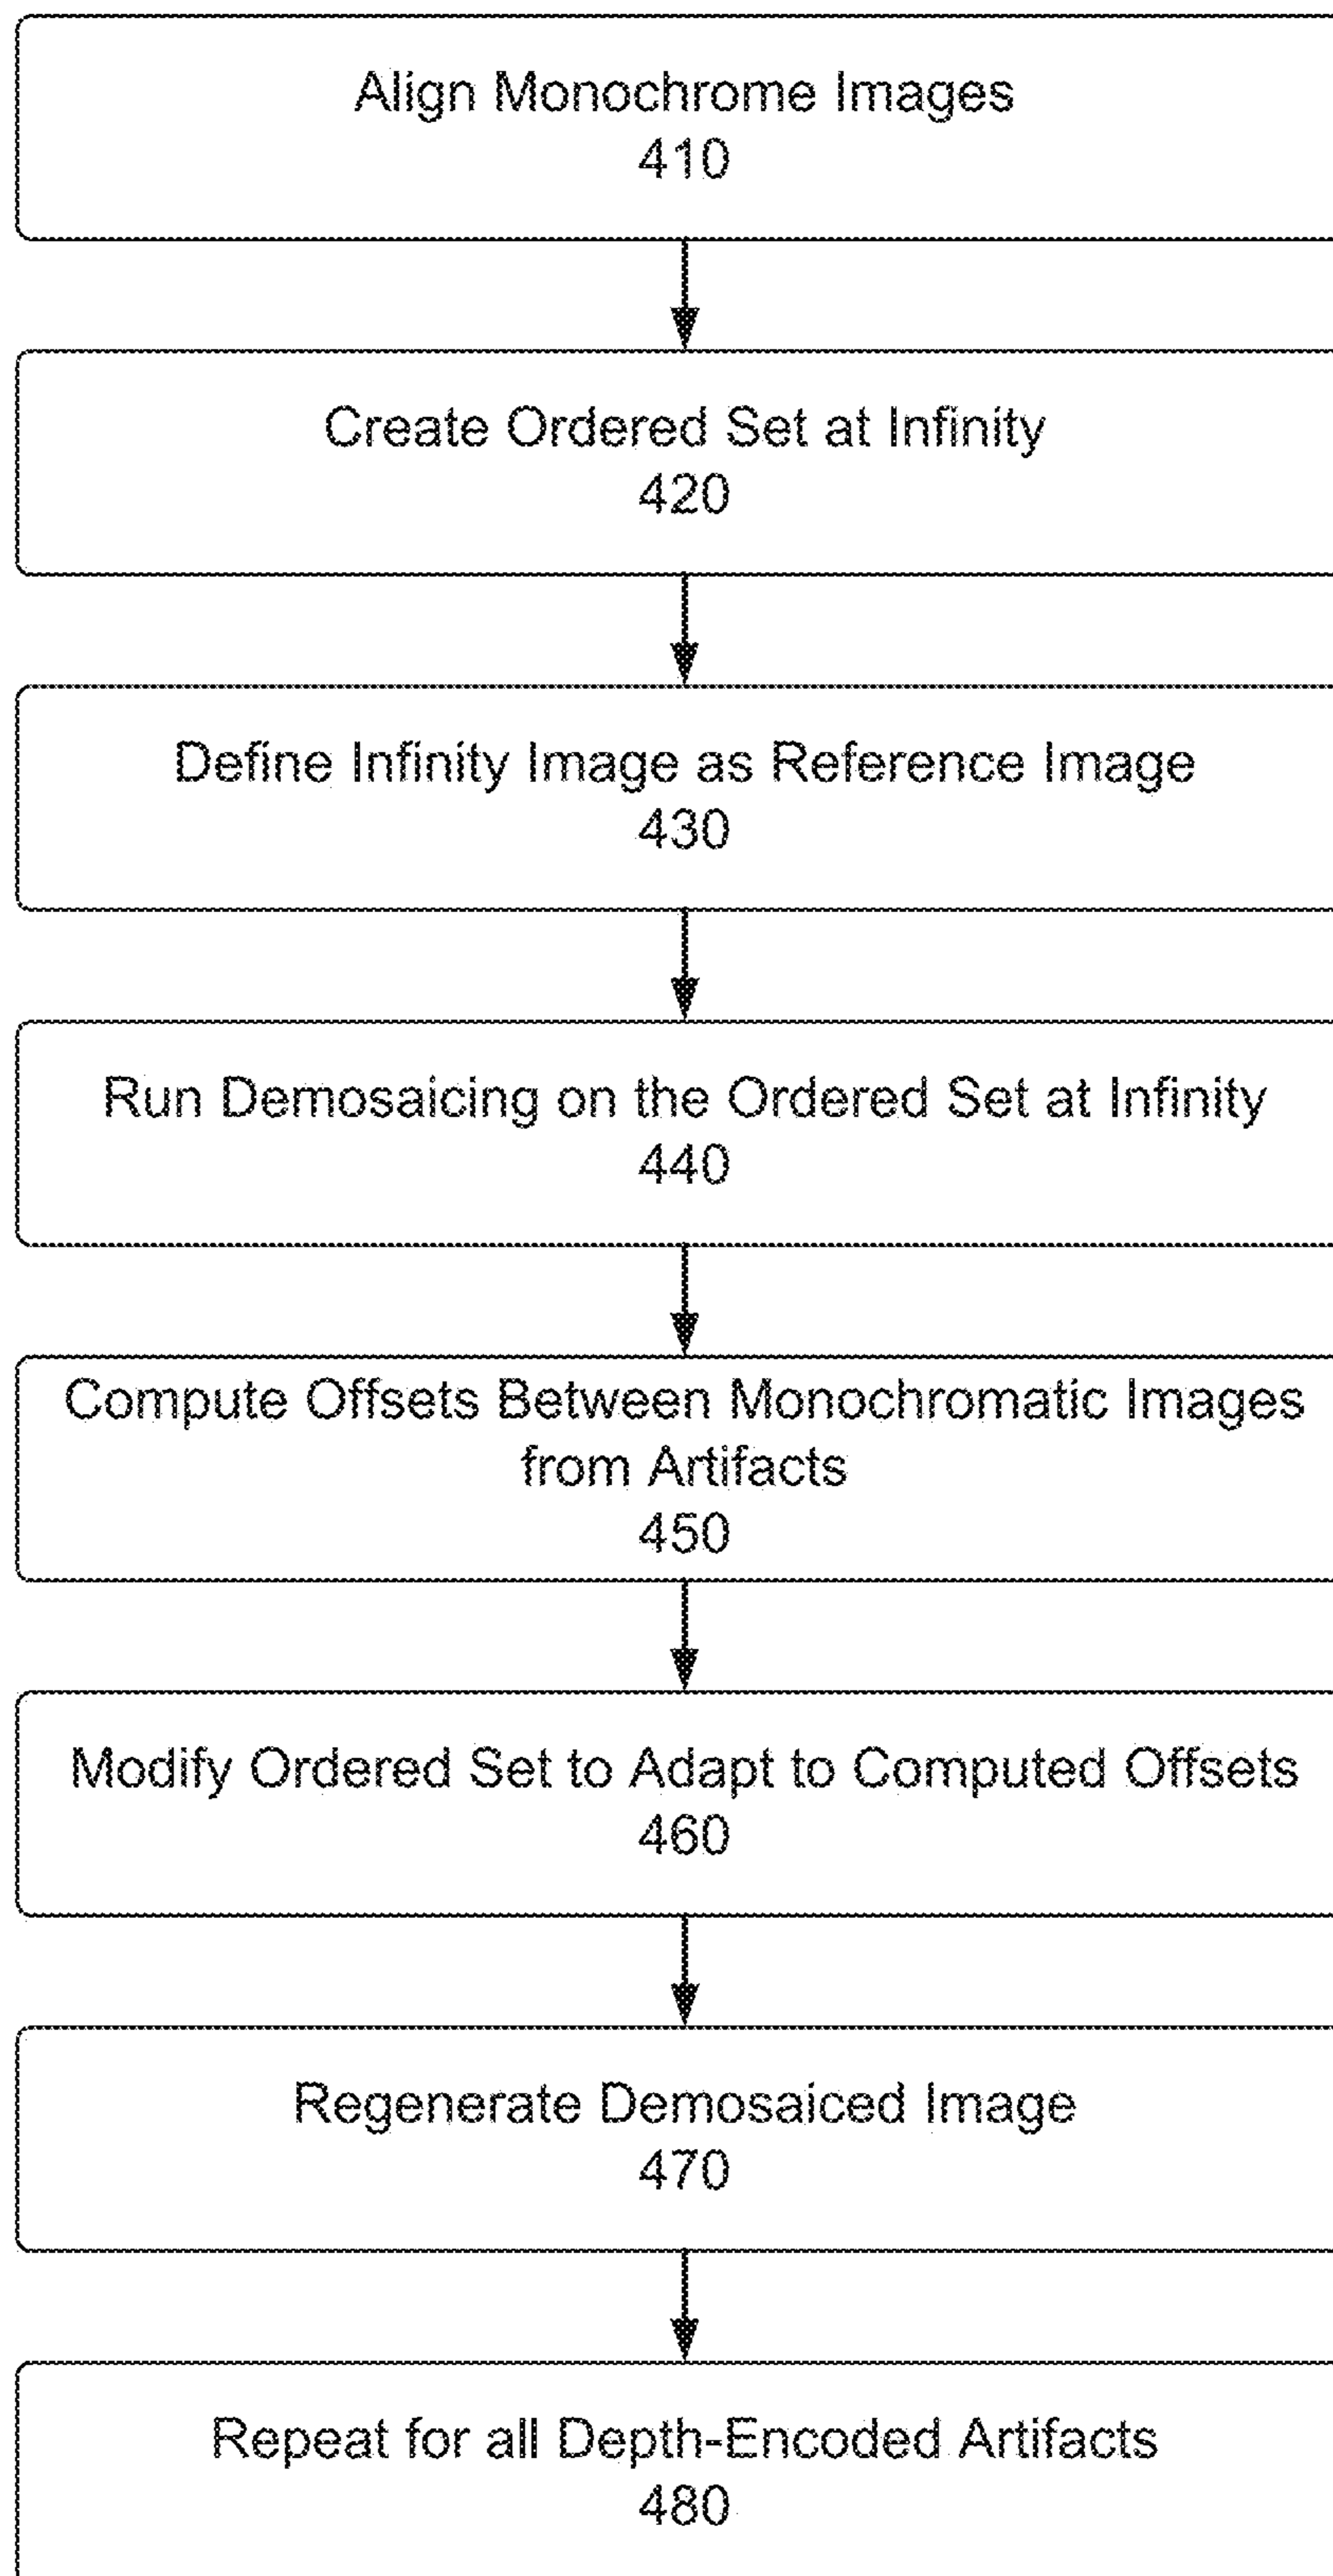 Align Monochrome Images
410
Create Ordered Set at Infinity
420
Define Infinity Image as Reference Image
430
Run Demosaicing on the Ordered Set at Infinity
440
Compute Offsets Between Monochromatic Images
from Artifacts
450
Modify Ordered Set to Adapt to Computed Offsets
460
Regenerate Demosaiced Image
470
Repeat for all Depth-Encoded Artifacts
480